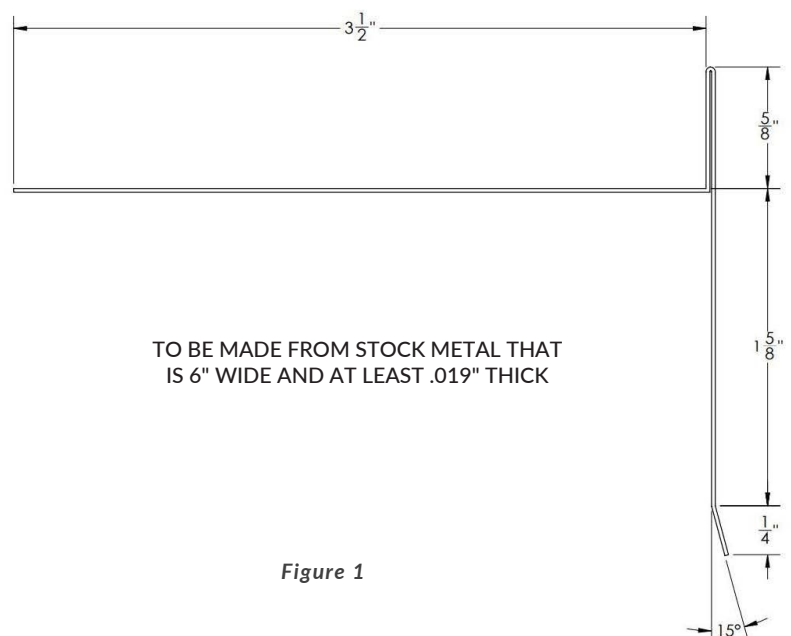 3 1/2"
5/8"
1 5/8"
TO BE MADE FROM STOCK METAL THAT
IS 6" WIDE AND AT LEAST .019" THICK
1/4"
Figure 1
15°